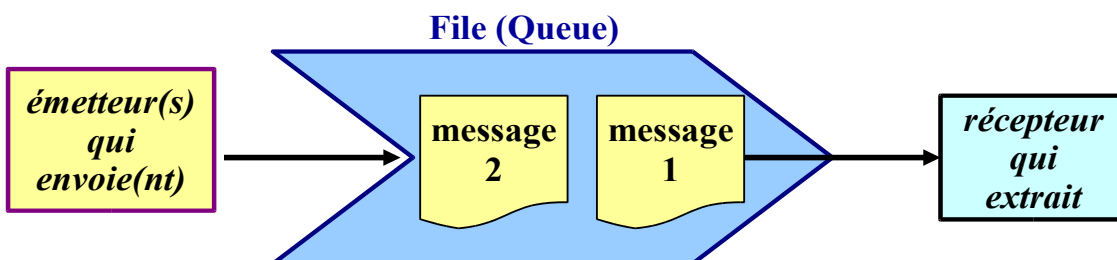 File (Queue)
émetteur(s)
qui
envoie(nt)
message
2
message
1
récepteur
qui
extrait